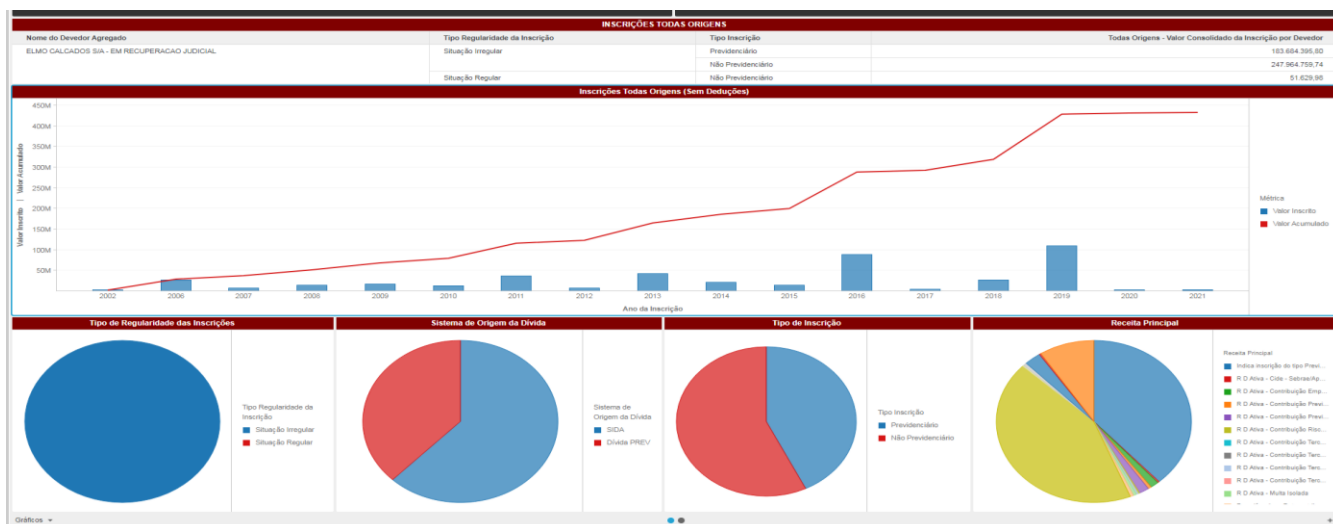 INSCRIÇÕES TODAS ORIGENS
Nome do Devedor Agregado Tipo Regularidade da Inscrição Tipo Inscrição Todas Origens - Valor Consolidado da Inscrição por Devedor
ELMO CALCADOS S/A - EM RECUPERACAO JUDICIAL Situação Irregular Previdenciário 183.684.395,60
Não Previdenciário 247.964.759,74
Situação Regular Não Previdenciário 51.629,98
Inscrições Todas Origens (Sem Deduções)
Valor Inscrito | Valor Acumulado
450M
400M
350M
300M
250M
200M
150M
100M
50M
2002 2006 2007 2008 2009 2010 2011 2012 2013 2014 2015 2016 2017 2018 2019 2020 2021
Ano da Inscrição
Métrica
Valor Inscrito
Valor Acumulado
Tipo de Regularidade das Inscrições
Tipo Regularidade da
Inscrição
Situação Irregular
Situação Regular
Sistema de Origem da Dívida
Sistema de
Origem da Dívida
SIDA
Dívida PREV
Tipo de Inscrição
Tipo Inscrição
Previdenciário
Não Previdenciário
Receita Principal
Receita Principal
Indica inscrição do tipo Previ...
R D Ativa - Cide - Sebrae/Ap...
R D Ativa - Contribuição Emp...
R D Ativa - Contribuição Previ...
R D Ativa - Contribuição Previ...
R D Ativa - Contribuição Risc...
R D Ativa - Contribuição Terc...
R D Ativa - Contribuição Terc...
R D Ativa - Contribuição Terc...
R D Ativa - Contribuição Terc...
R D Ativa - Multa Isolada
Gráficos